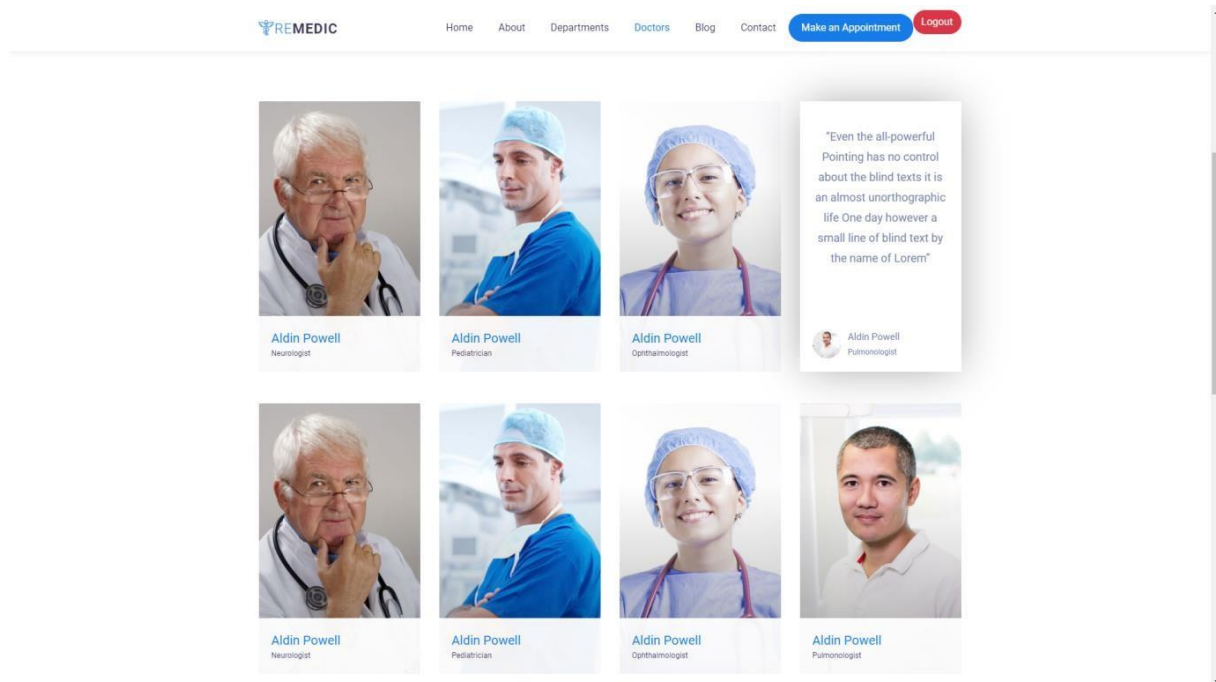 REMEDIC
Home About Departments Doctors Blog Contact Make an Appointment Logout
"Even the all-powerful
Pointing has no control
about the blind texts it is
an almost unorthographic
life One day however a
small line of blind text by
the name of Lorem"
Aldin Powell
Neurologist
Aldin Powell
Pediatrician
Aldin Powell
Ophthalmologist
Aldin Powell
Pulmonologist
Aldin Powell
Neurologist
Aldin Powell
Pediatrician
Aldin Powell
Ophthalmologist
Aldin Powell
Pulmonologist